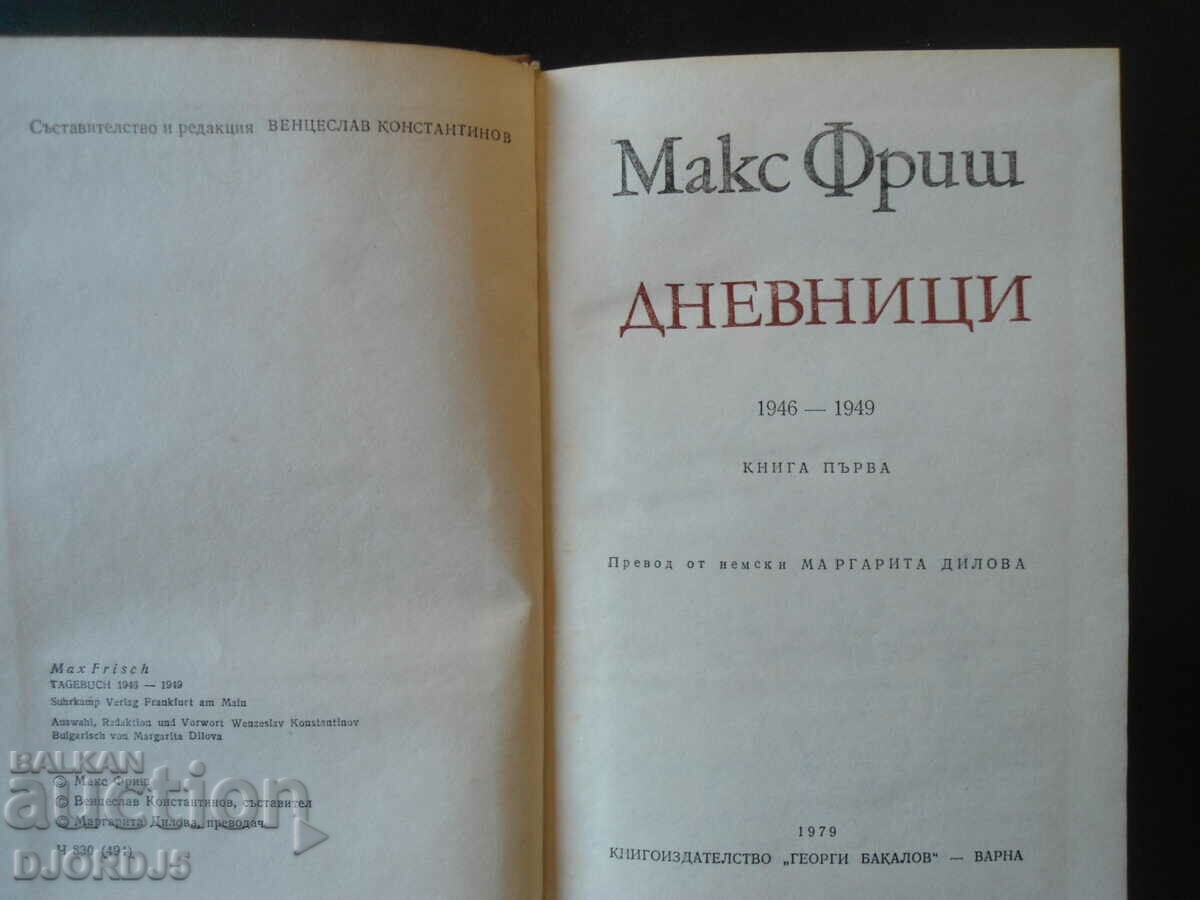 Съставителство и редакция ВЕНЦЕСЛАВ КОНСТАНТИНОВ
Max Frisch
TAGEBUCH 1946 — 1949
Suhrkamp Verlag Frankfurt am Main
Auswahl, Redaktion und Vorwort Wenzeslav Konstantinov
Bulgarisch von Margarita Dilova
© Макс Фриш
© Венцеслав Константинов, съставител
© Маргарита Дилова, преводач
Ч 830 (494)
BALKAN
auction
DJORDJ5
Макс Фриш
ДНЕВНИЦИ
1946 — 1949
КНИГА ПЪРВА
Превод от немски МАРГАРИТА ДИЛОВА
1979
КНИГОИЗДАТЕЛСТВО „ГЕОРГИ БАКАЛОВ“ — ВАРНА